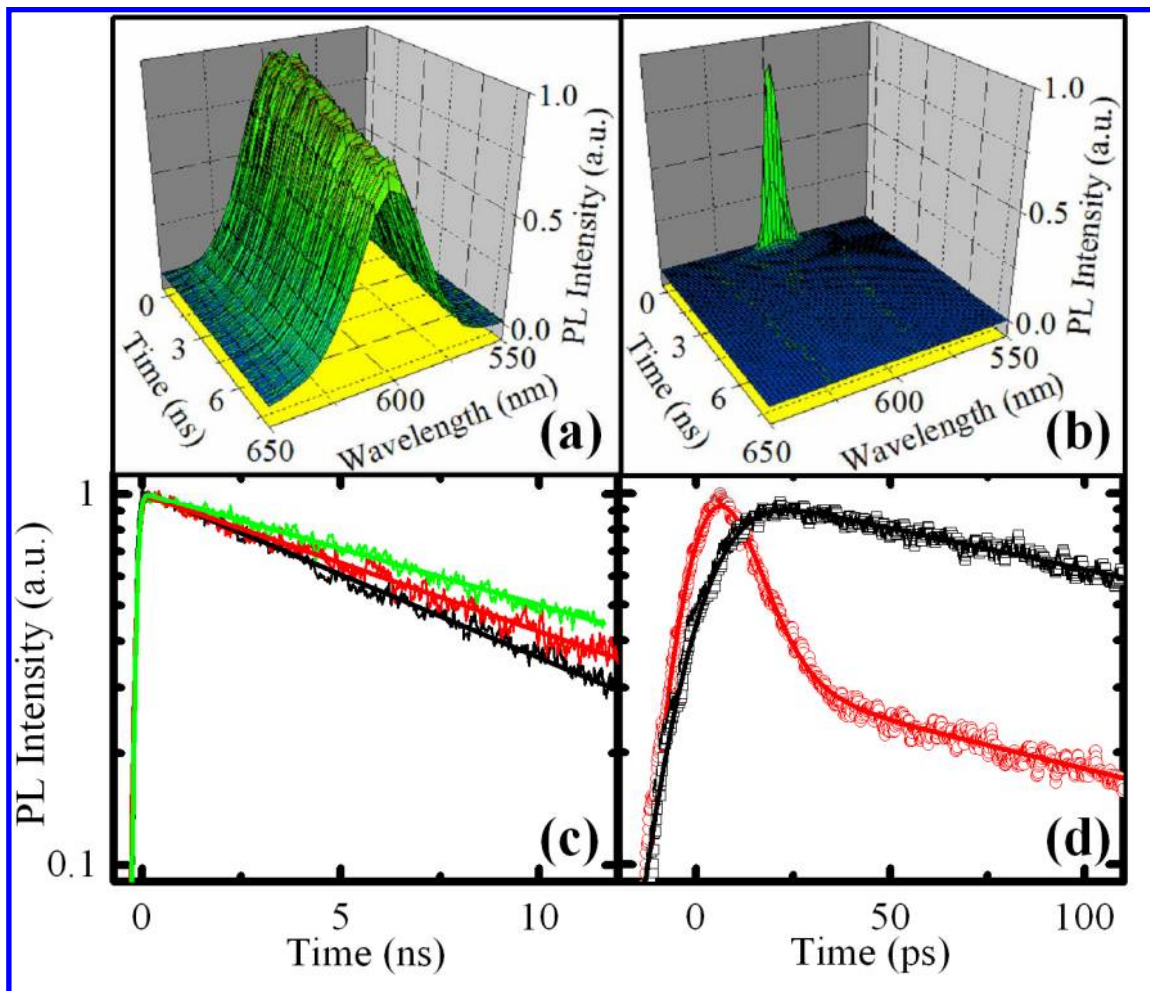 1.0
0.5
0.0
PL Intensity (a.u.)
0
3
6
Time (ns)
650
600
550
Wavelength (nm)
(a)
1.0
0.5
0.0
PL Intensity (a.u.)
0
3
6
Time (ns)
650
600
550
Wavelength (nm)
(b)
1
0.1
PL Intensity (a.u.)
(c)
0
5
10
Time (ns)
(d)
0
50
100
Time (ps)